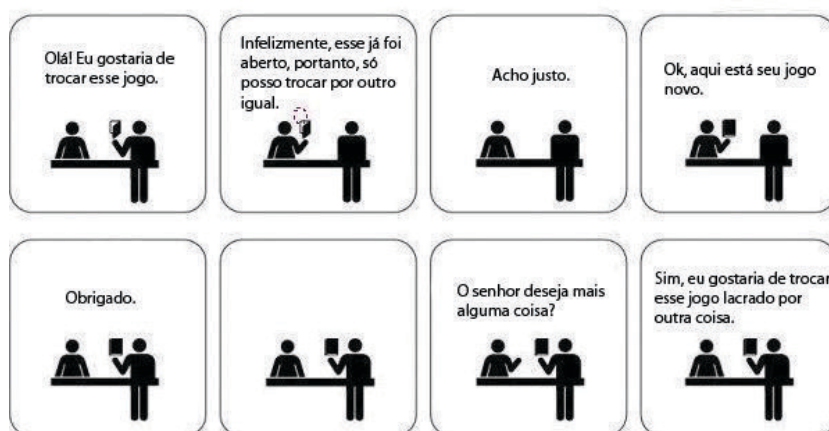 Olá! Eu gostaria de
trocar esse jogo.
Infelizmente, esse já foi
aberto, portanto, só
posso trocar por outro
igual.
Acho justo.
Ok, aqui está seu jogo
novo.
Obrigado.
O senhor deseja mais
alguma coisa?
Sim, eu gostaria de trocar
esse jogo lacrado por
outra coisa.